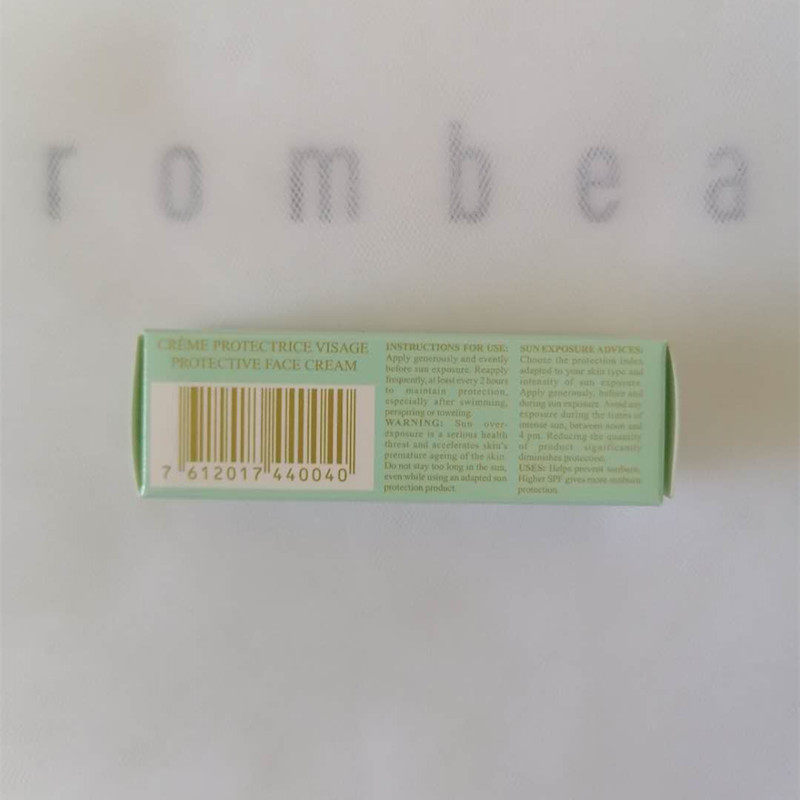 rombea
CRÈME PROTECTRICE VISAGE
PROTECTIVE FACE CREAM
7 612017 440040
INSTRUCTIONS FOR USE:
Apply generously and evently
before sun exposure. Reapply
frequently, at least every 2 hours
to maintain protection,
especially after swimming,
perspiring or toweling.
WARNING: Sun over-
exposure is a serious health
threat and accelerates skin's
premature ageing of the skin.
Do not stay too long in the sun,
even while using an adapted sun
protection product.
SUN EXPOSURE ADVICES:
Choose the protection index
adapted to your skin type and
intensity of sun exposure.
Apply generously, before and
during sun exposure. Avoid any
exposure during the times of
intense sun, between noon and
4 pm. Reducing the quantity
of product significantly
diminishes protection.
USES: Helps prevent sunburn.
Higher SPF gives more sunburn
protection.